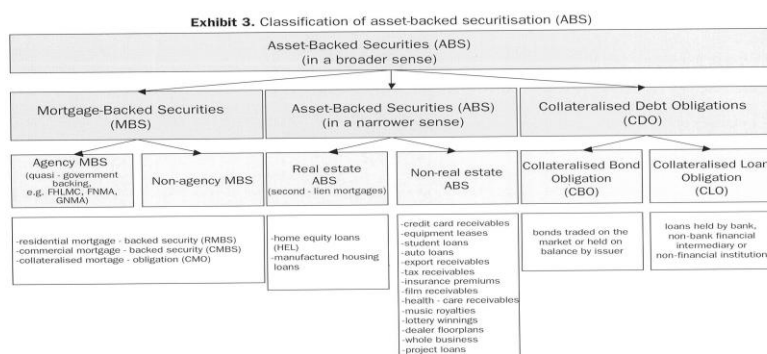 Exhibit 3. Classification of asset-backed securitisation (ABS)
Asset-Backed Securities (ABS)
(in a broader sense)
Mortgage-Backed Securities
(MBS)
Asset-Backed Securities (ABS)
(in a narrower sense)
Collateralised Debt Obligations
(CDO)
Agency MBS
(quasi - government
backing,
e.g. FHLMC, FNMA,
GNMA)
Non-agency MBS
Real estate
ABS
(second - lien mortgages)
Non-real estate
ABS
Collateralised Bond
Obligation
(CBO)
Collateralised Loan
Obligation
(CLO)
-residential mortgage - backed security (RMBS)
-commercial mortgage - backed security (CMBS)
-collateralised mortage - obligation (CMO)
-home equity loans
(HEL)
-manufactured housing
loans
-credit card receivables
-equipment leases
-student loans
-auto loans
-export receivables
-tax receivables
-insurance premiums
-film receivables
-health - care receivables
-music royalties
-lottery winnings
-dealer floorplans
-whole business
-project loans
bonds traded on the
market or held on
balance by issuer
loans held by bank,
non-bank financial
intermediary or
non-financial institution